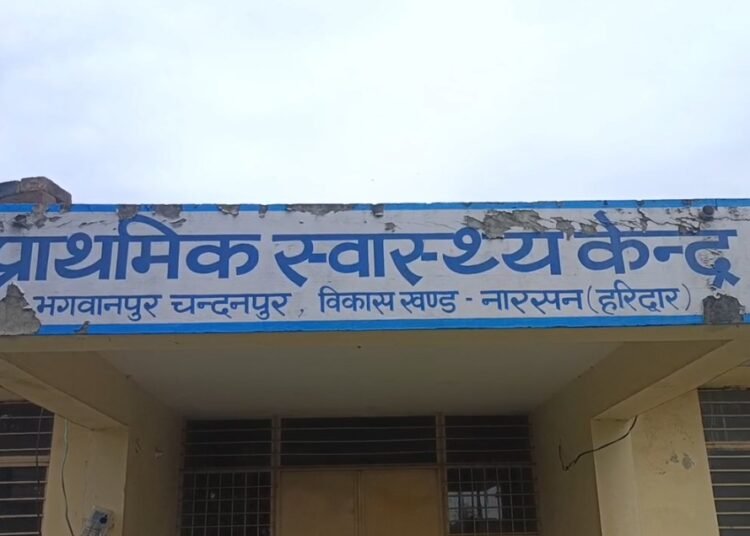 प्राथमिक स्वास्थ्य केन्द्र
भगवानपुर चन्दनपुर, विकास खण्ड - नारसन (हरिद्वार)